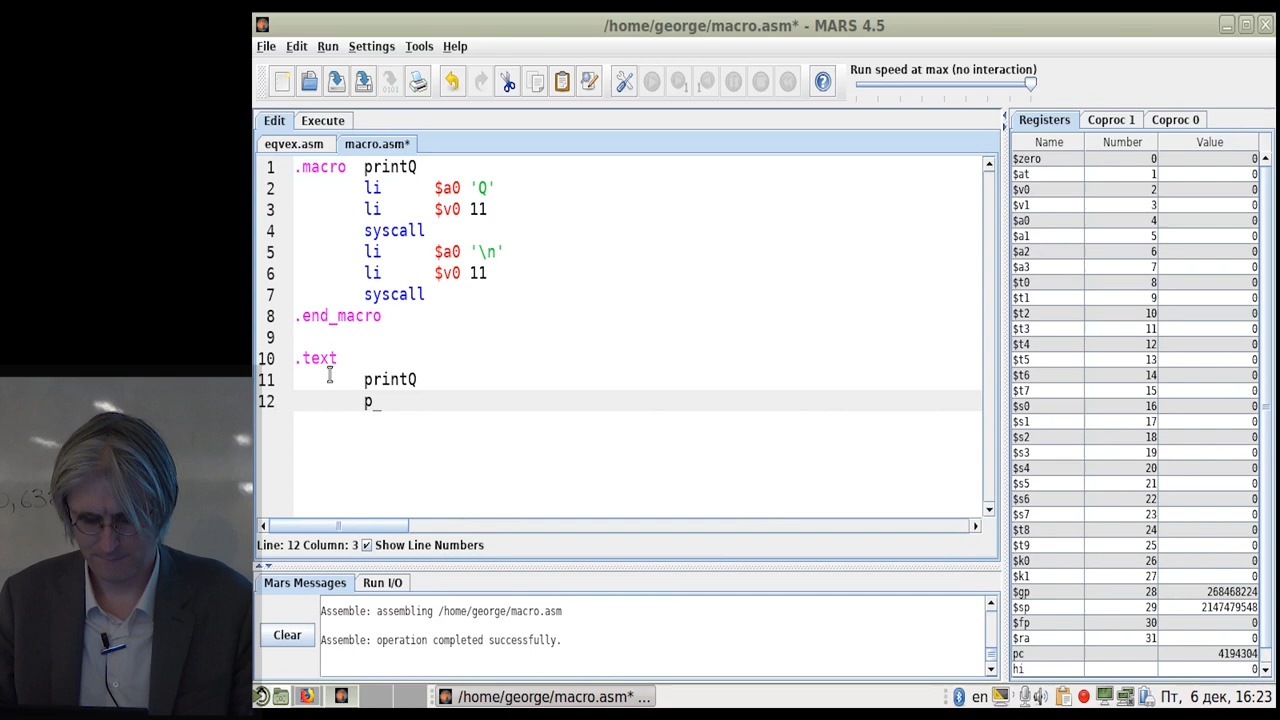 /home/george/macro.asm* - MARS 4.5
File Edit Run Settings Tools Help
Run speed at max (no interaction)
Edit Execute
eqvex.asm macro.asm*
1 .macro printQ
2 li $a0 'Q'
3 li $v0 11
4 syscall
5 li $a0 '\n'
6 li $v0 11
7 syscall
8 .end_macro
9
10 .text
11 printQ
12 p_
Line: 12 Column: 3 Show Line Numbers
Mars Messages Run I/O
Assemble: assembling /home/george/macro.asm
Assemble: operation completed successfully.
Clear
Registers Coproc 1 Coproc 0
Name Number Value
$zero 0 0
$at 1 0
$v0 2 0
$v1 3 0
$a0 4 0
$a1 5 0
$a2 6 0
$a3 7 0
$t0 8 0
$t1 9 0
$t2 10 0
$t3 11 0
$t4 12 0
$t5 13 0
$t6 14 0
$t7 15 0
$s0 16 0
$s1 17 0
$s2 18 0
$s3 19 0
$s4 20 0
$s5 21 0
$s6 22 0
$s7 23 0
$t8 24 0
$t9 25 0
$k0 26 0
$k1 27 0
$gp 28 268468224
$sp 29 2147479548
$fp 30 0
$ra 31 0
pc 4194304
hi 0
/home/george/macro.asm* ...
en Пт, 6 дек, 16:23